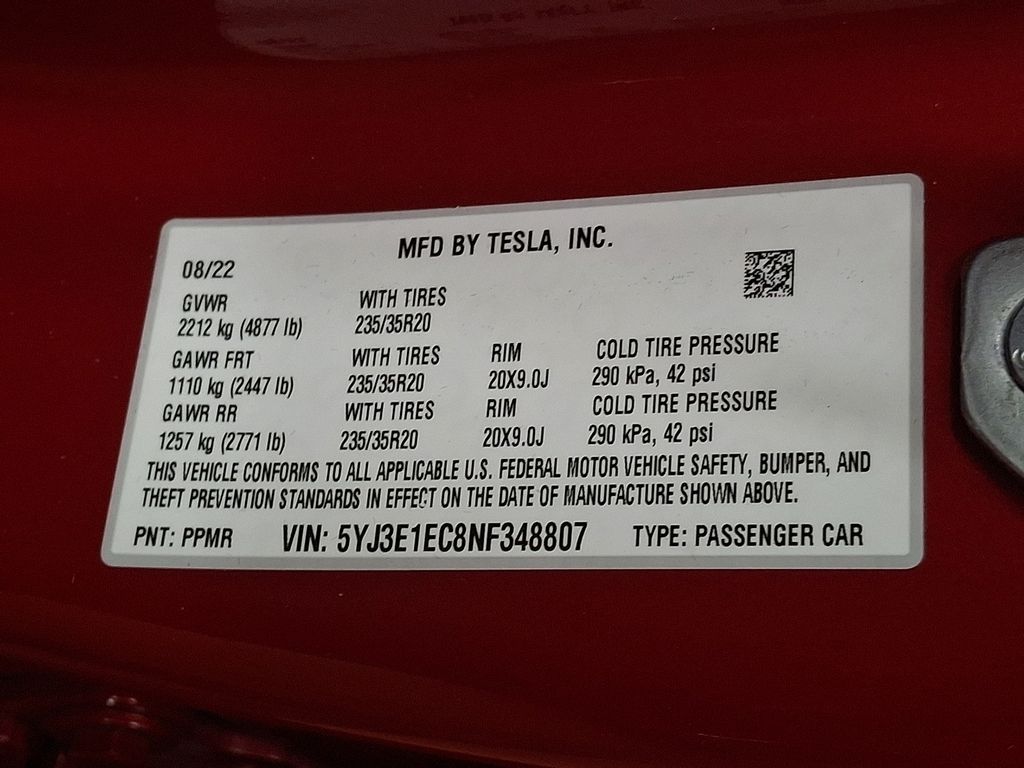 MFD BY TESLA, INC.
08/22
GVWR WITH TIRES
2212 kg (4877 lb) 235/35R20
GAWR FRT WITH TIRES RIM COLD TIRE PRESSURE
1110 kg (2447 lb) 235/35R20 20X9.0J 290 kPa, 42 psi
GAWR RR WITH TIRES RIM COLD TIRE PRESSURE
1257 kg (2771 lb) 235/35R20 20X9.0J 290 kPa, 42 psi
THIS VEHICLE CONFORMS TO ALL APPLICABLE U.S. FEDERAL MOTOR VEHICLE SAFETY, BUMPER, AND
THEFT PREVENTION STANDARDS IN EFFECT ON THE DATE OF MANUFACTURE SHOWN ABOVE.
PNT: PPMR VIN: 5YJ3E1EC8NF348807 TYPE: PASSENGER CAR